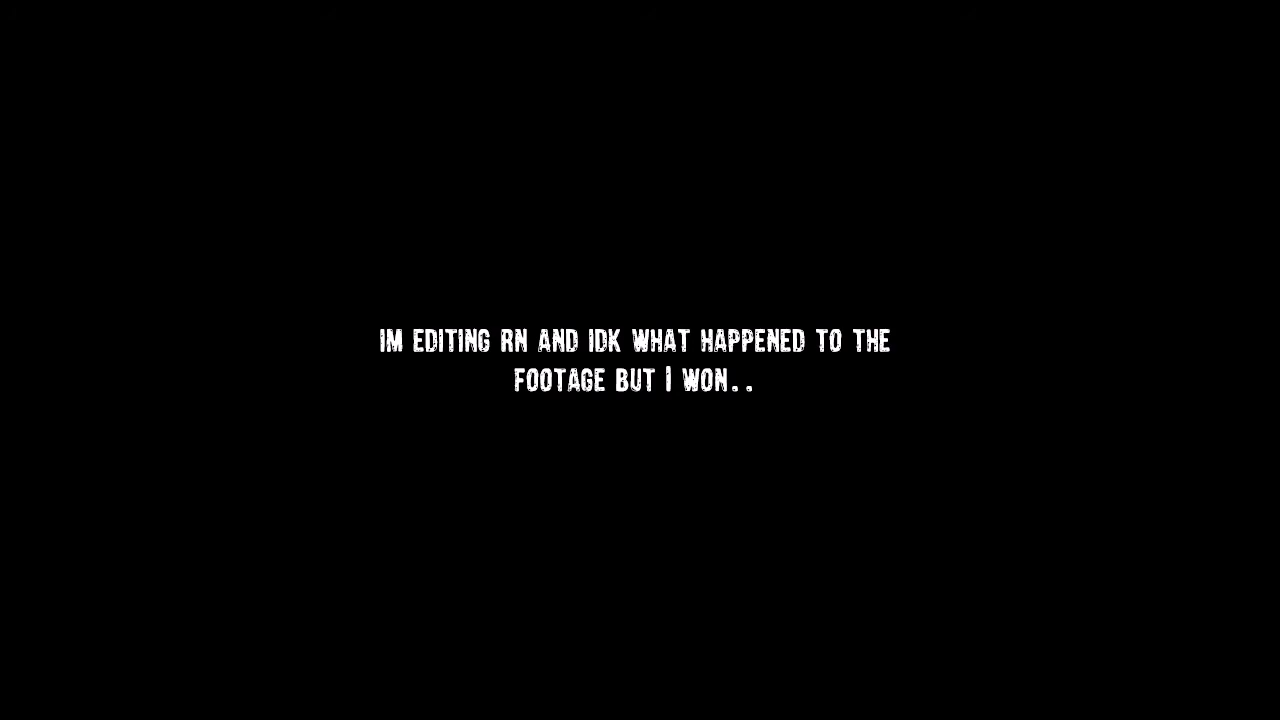 IM EDITING RN AND IDK WHAT HAPPENED TO THE
FOOTAGE BUT I WON..